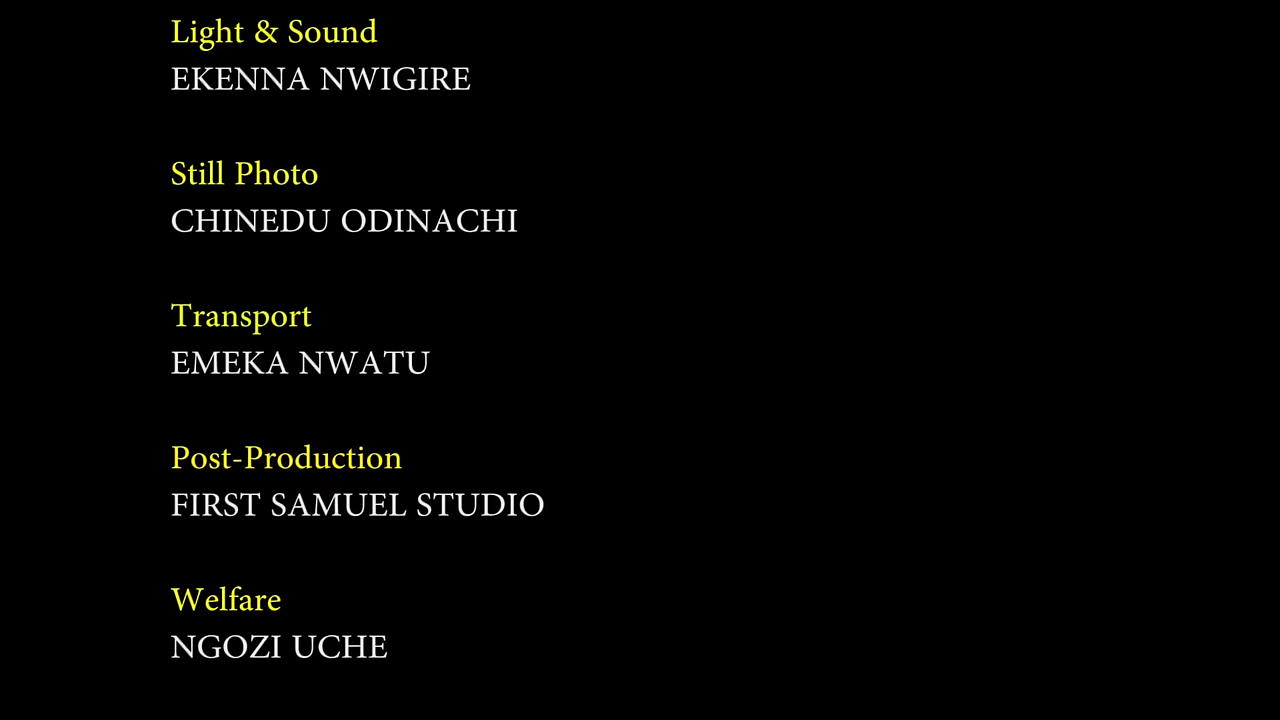 Light & Sound
EKENNA NWIGIRE
Still Photo
CHINEDU ODINACHI
Transport
EMEKA NWATU
Post-Production
FIRST SAMUEL STUDIO
Welfare
NGOZI UCHE